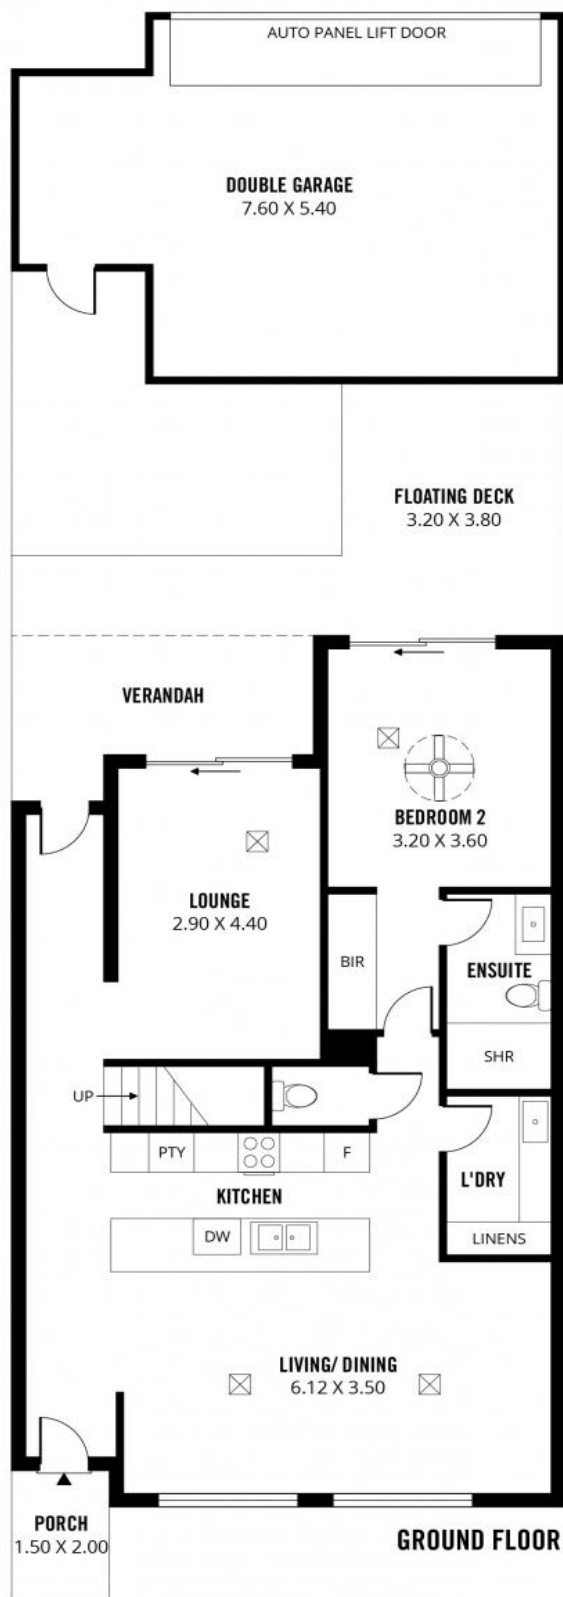 AUTO PANEL LIFT DOOR
DOUBLE GARAGE
7.60 X 5.40
FLOATING DECK
3.20 X 3.80
VERANDAH
BEDROOM 2
3.20 X 3.60
LOUNGE
2.90 X 4.40
BIR
ENSUITE
SHR
UP
PTY
F
L'DRY
KITCHEN
DW
LINENS
LIVING/ DINING
6.12 X 3.50
PORCH
1.50 X 2.00
GROUND FLOOR